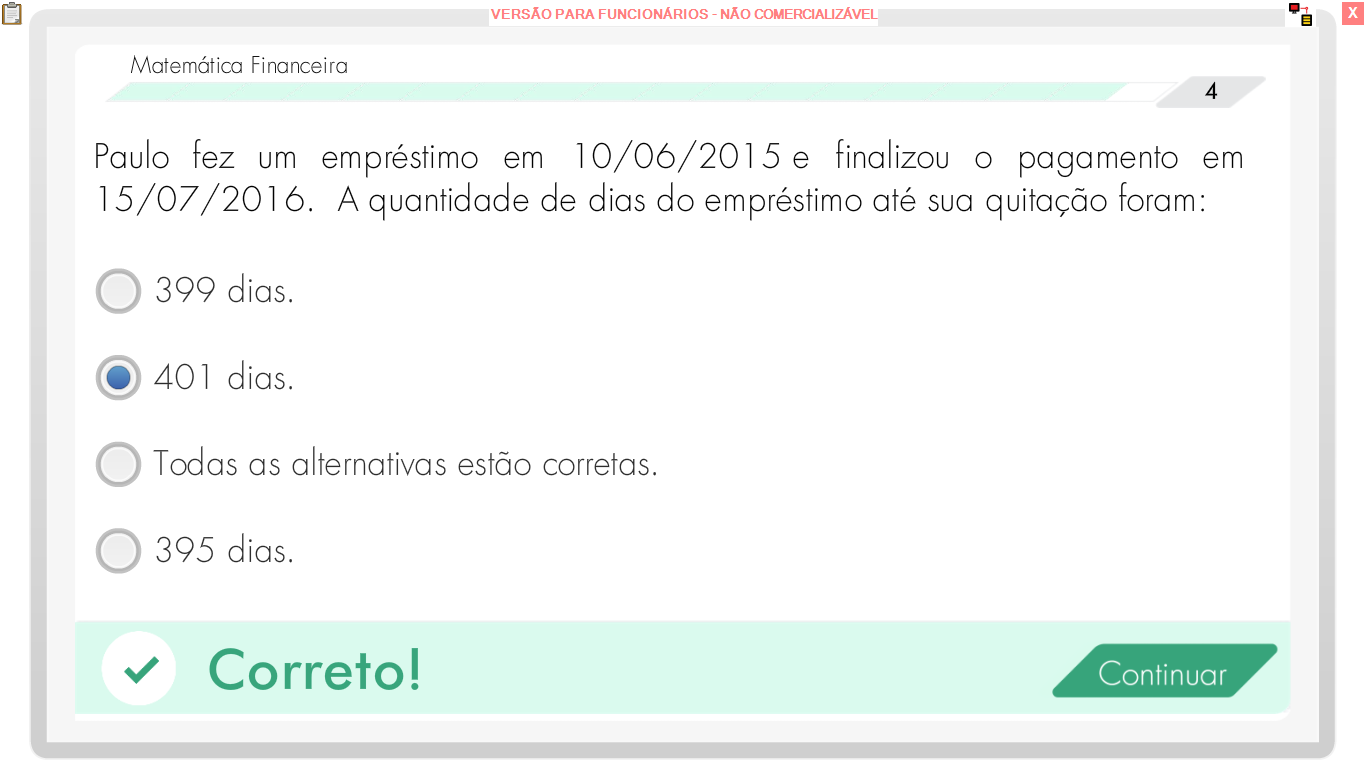 VERSÃO PARA FUNCIONÁRIOS - NÃO COMERCIALIZÁVEL
X
Matemática Financeira
4
Paulo fez um empréstimo em 10/06/2015 e finalizou o pagamento em
15/07/2016. A quantidade de dias do empréstimo até sua quitação foram:
399 dias.
401 dias.
Todas as alternativas estão corretas.
395 dias.
Correto!
Continuar